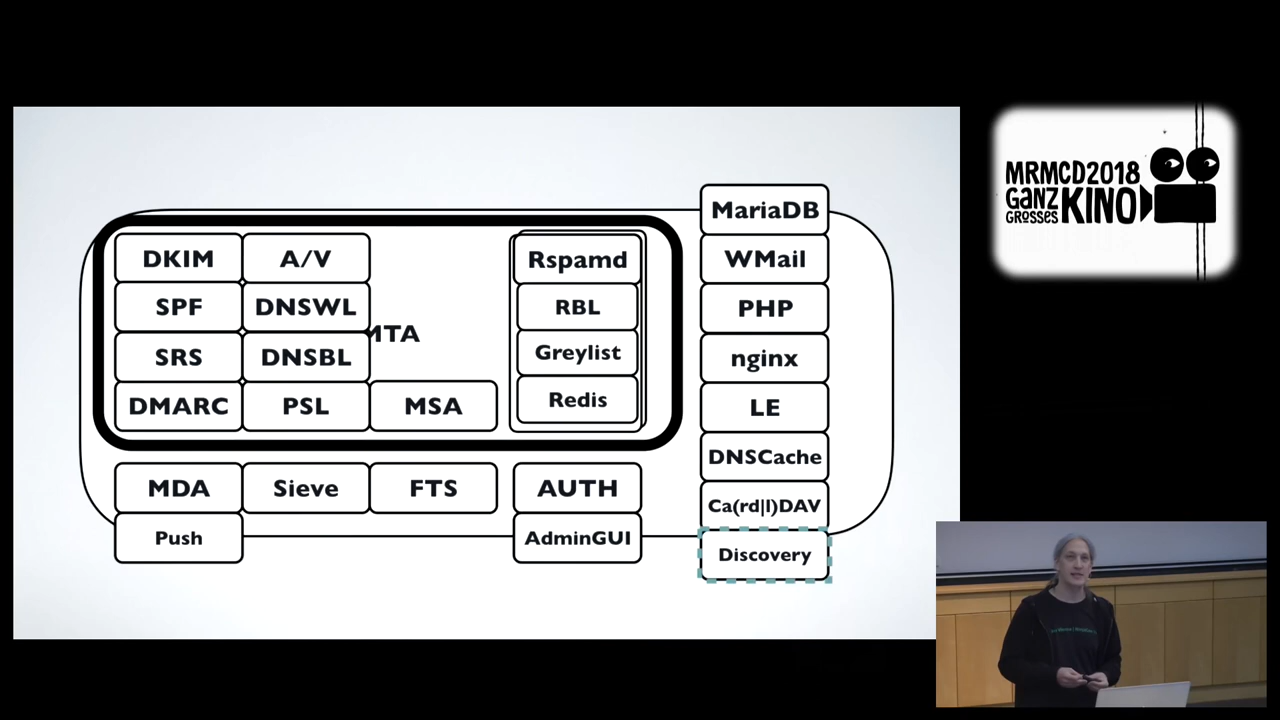 DKIM
A/V
SPF
DNSWL
SRS
DNSBL
DMARC
PSL
MSA
MTA
Rspamd
RBL
Greylist
Redis
MDA
Sieve
FTS
AUTH
Push
AdminGUI
MariaDB
WMail
PHP
nginx
LE
DNSCache
Ca(rd|l)DAV
Discovery
MRMCD2018
GANZ
GROSSES
KINO